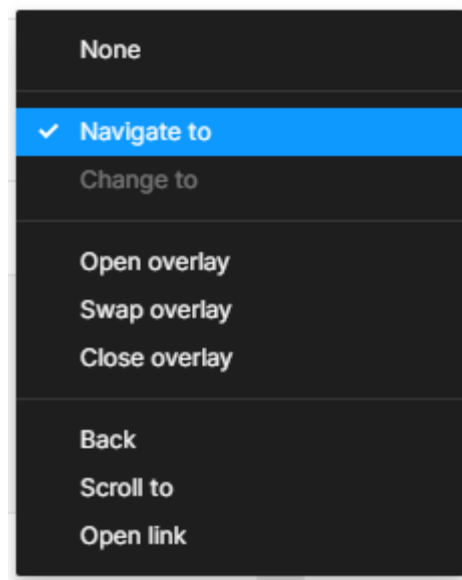 None
Navigate to
Change to
Open overlay
Swap overlay
Close overlay
Back
Scroll to
Open link